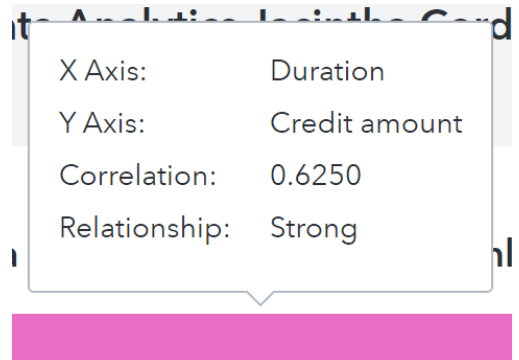 X Axis: Duration
Y Axis: Credit amount
Correlation: 0.6250
Relationship: Strong